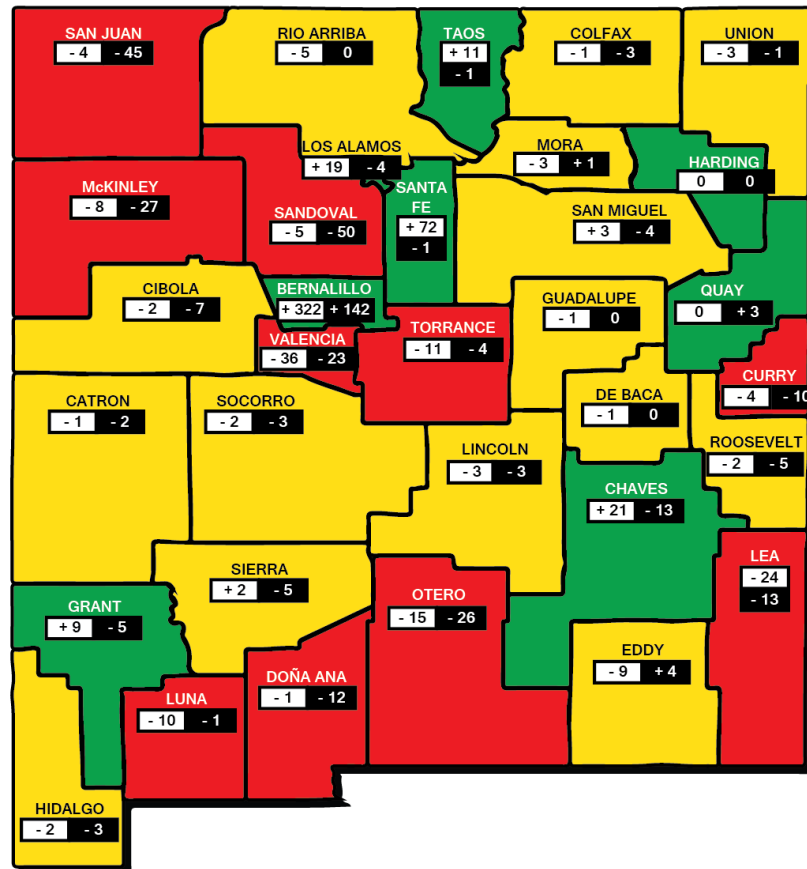 SAN JUAN
- 4 - 45
RIO ARRIBA
- 5 0
TAOS
+ 11
- 1
COLFAX
- 1 - 3
UNION
- 3 - 1
LOS ALAMOS
+ 19 - 4
MORA
- 3 + 1
HARDING
0 0
McKINLEY
- 8 - 27
SANDOVAL
- 5 - 50
SANTA
FE
+ 72
- 1
SAN MIGUEL
+ 3 - 4
CIBOLA
- 2 - 7
BERNALILLO
+ 322 + 142
GUADALUPE
- 1 0
QUAY
0 + 3
VALENCIA
- 36 - 23
TORRANCE
- 11 - 4
CURRY
- 4 - 10
CATRON
- 1 - 2
SOCORRO
- 2 - 3
DE BACA
- 1 0
LINCOLN
- 3 - 3
ROOSEVELT
- 2 - 5
CHAVES
+ 21 - 13
LEA
- 24
- 13
SIERRA
+ 2 - 5
OTERO
- 15 - 26
GRANT
+ 9 - 5
EDDY
- 9 + 4
DOÑA ANA
- 1 - 12
LUNA
- 10 - 1
HIDALGO
- 2 - 3